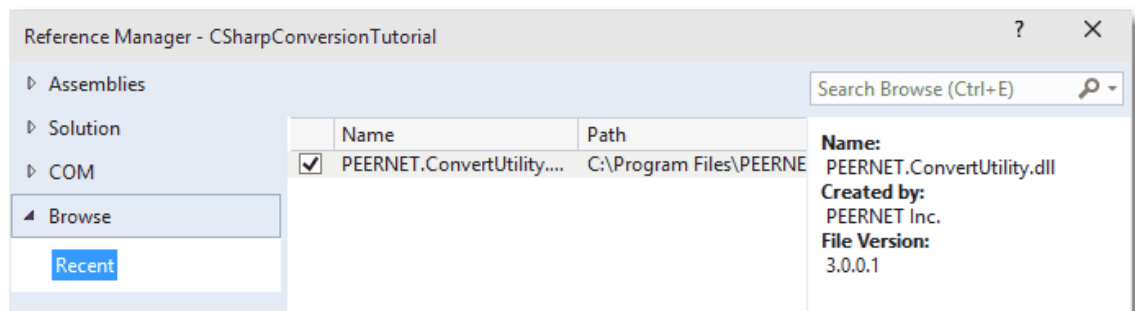 Reference Manager - CSharpConversionTutorial
?
Assemblies
Search Browse (Ctrl+E)
Solution
Name Path
COM
PEERNET.ConvertUtility.... C:\Program Files\PEERNE
Browse
Recent
Name:
PEERNET.ConvertUtility.dll
Created by:
PEERNET Inc.
File Version:
3.0.0.1